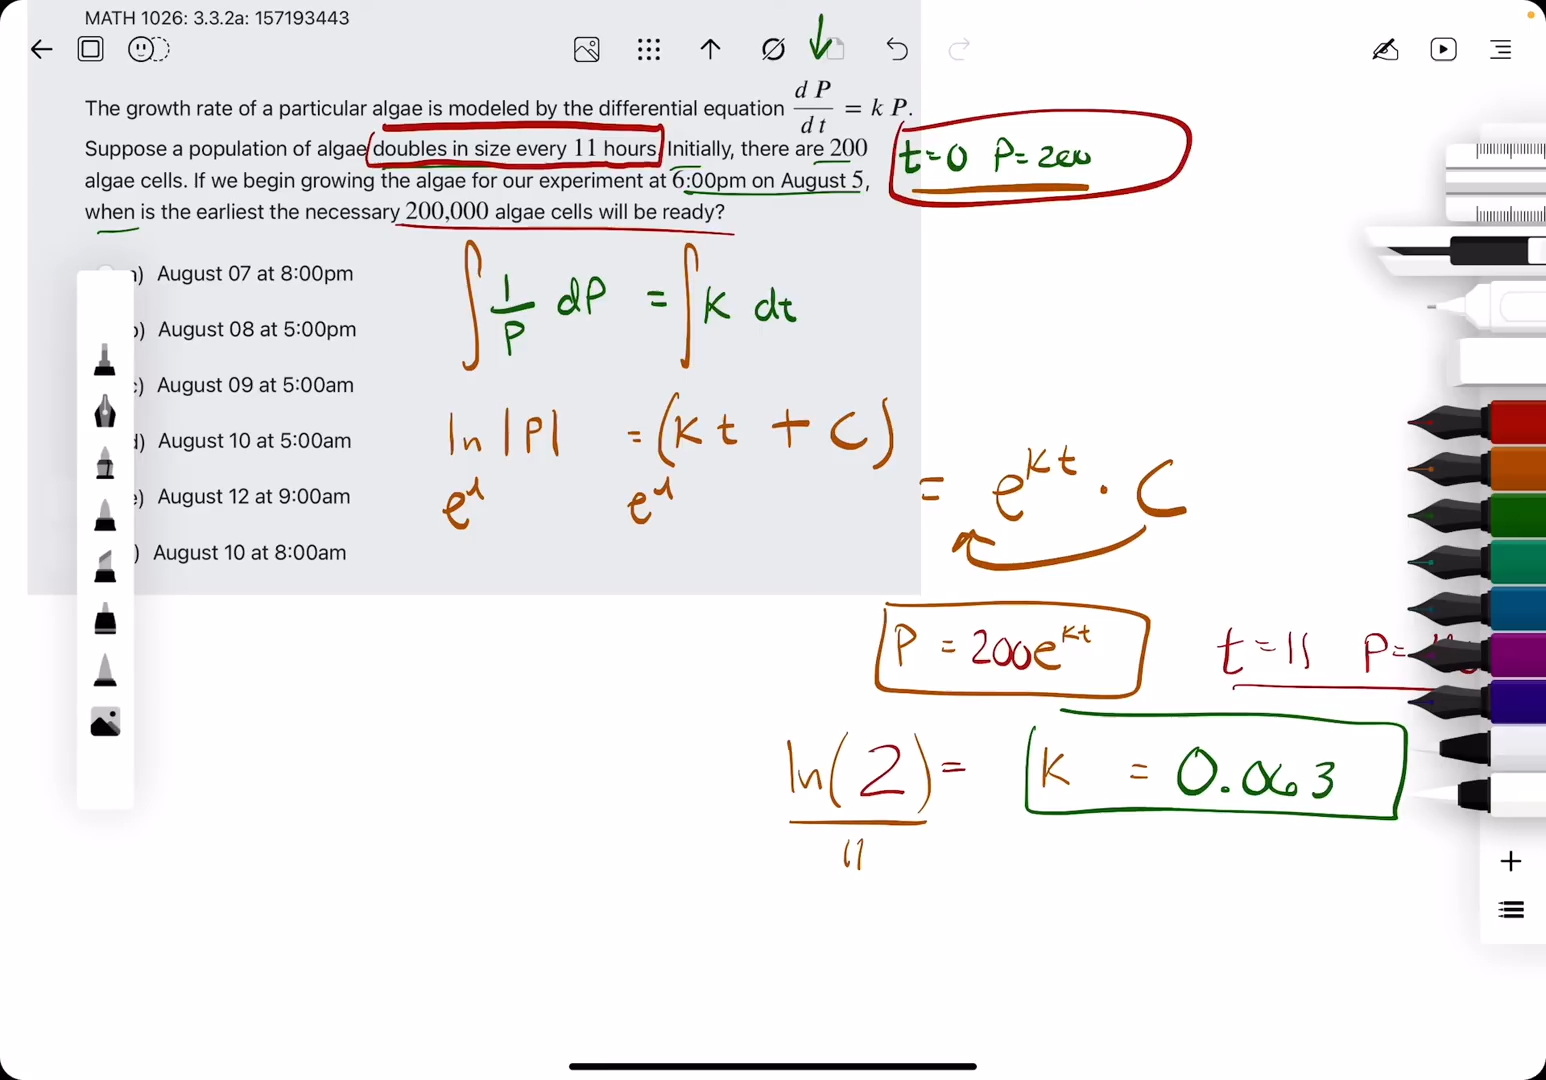 MATH 1026: 3.3.2a: 157193443
The growth rate of a particular algae is modeled by the differential equation dP/dt = k P.
Suppose a population of algae doubles in size every 11 hours. Initially, there are 200
algae cells. If we begin growing the algae for our experiment at 6:00pm on August 5,
when is the earliest the necessary 200,000 algae cells will be ready?
t=0 P=200
) August 07 at 8:00pm
) August 08 at 5:00pm
) August 09 at 5:00am
) August 10 at 5:00am
) August 12 at 9:00am
) August 10 at 8:00am
∫ 1/P dP = ∫ K dt
ln |P| = (Kt + C)
e^ e^
= e^{Kt} · C
P = 200e^{Kt}
t=11 P=
ln(2)/11 = K = 0.063